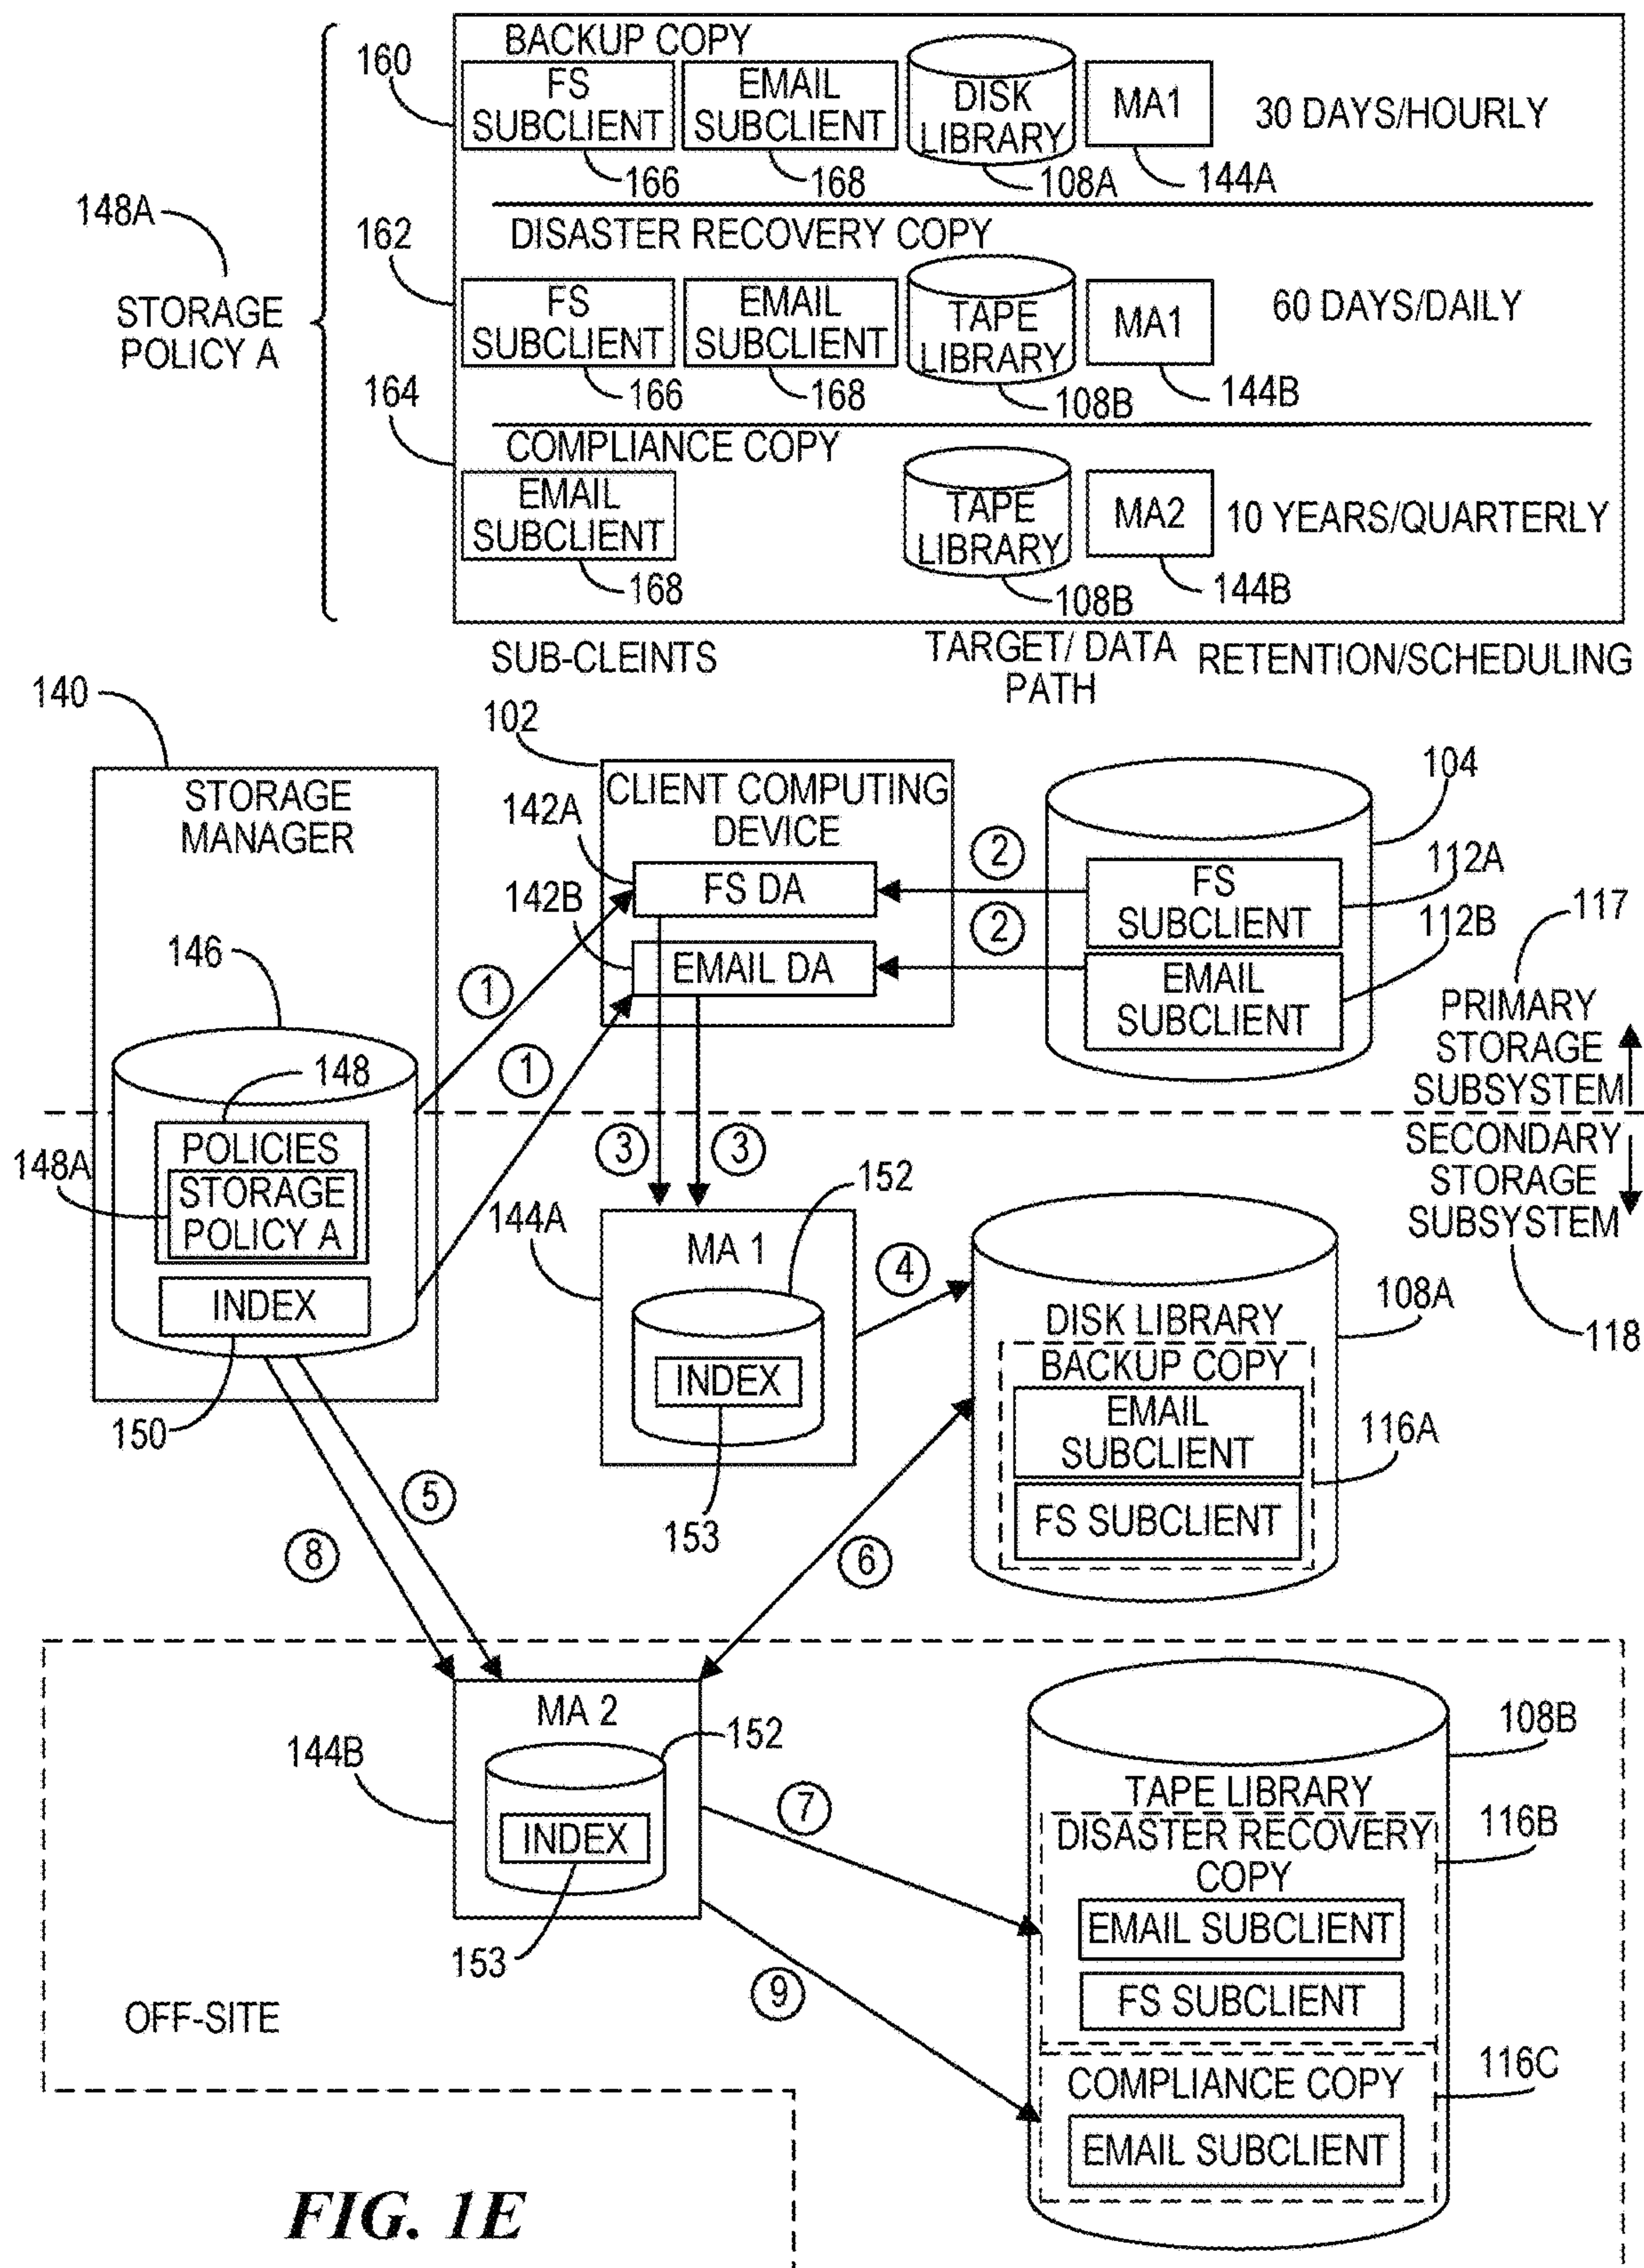 BACKUP COPY
160
FS
SUBCLIENT
EMAIL
SUBCLIENT
DISK
LIBRARY
MA1
30 DAYS/HOURLY
166
168
108A
144A
148A
STORAGE
POLICY A
162
DISASTER RECOVERY COPY
FS
SUBCLIENT
EMAIL
SUBCLIENT
TAPE
LIBRARY
MA1
60 DAYS/DAILY
166
168
108B
144B
164
COMPLIANCE COPY
EMAIL
SUBCLIENT
TAPE
LIBRARY
MA2
10 YEARS/QUARTERLY
168
108B
144B
SUB-CLEINTS
TARGET/ DATA
PATH
RETENTION/SCHEDULING
140
STORAGE
MANAGER
102
CLIENT COMPUTING
DEVICE
142A
FS DA
142B
EMAIL DA
104
2
FS
SUBCLIENT
112A
2
EMAIL
SUBCLIENT
112B
117
PRIMARY
STORAGE
SUBSYSTEM
146
1
1
148
POLICIES
148A
STORAGE
POLICY A
INDEX
150
3
3
SECONDARY
STORAGE
SUBSYSTEM
118
144A
MA 1
152
INDEX
153
4
DISK LIBRARY
108A
BACKUP COPY
EMAIL
SUBCLIENT
116A
FS SUBCLIENT
5
8
6
MA 2
144B
152
INDEX
153
7
9
108B
TAPE LIBRARY
DISASTER RECOVERY
COPY
116B
EMAIL SUBCLIENT
FS SUBCLIENT
COMPLIANCE COPY
116C
EMAIL SUBCLIENT
OFF-SITE
FIG. 1E